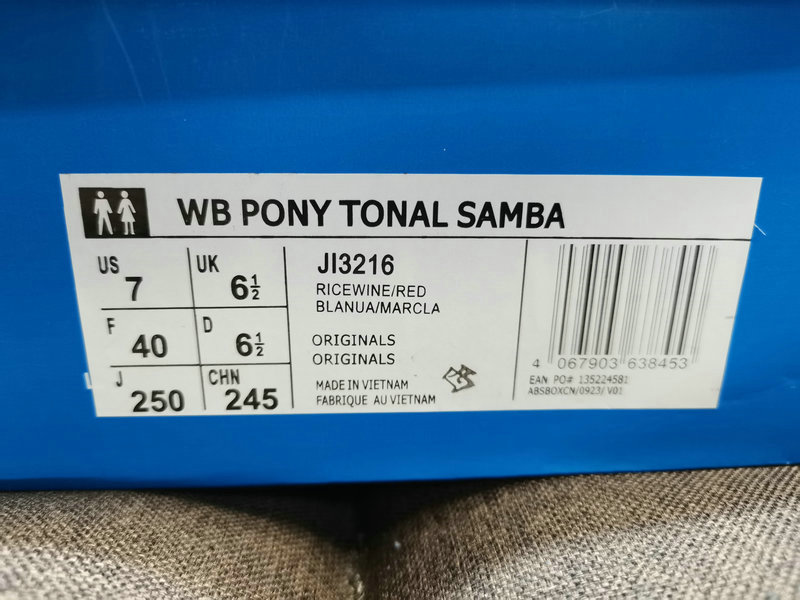 WB PONY TONAL SAMBA
US 7
UK 6½
F 40
D 6½
J 250
CHN 245
JI3216
RICEWINE/RED
BLANUA/MARCLA
ORIGINALS
ORIGINALS
MADE IN VIETNAM
FABRIQUE AU VIETNAM
4 067903 638453
EAN PO# 135224581
ABSBOXCN/0923/ V01